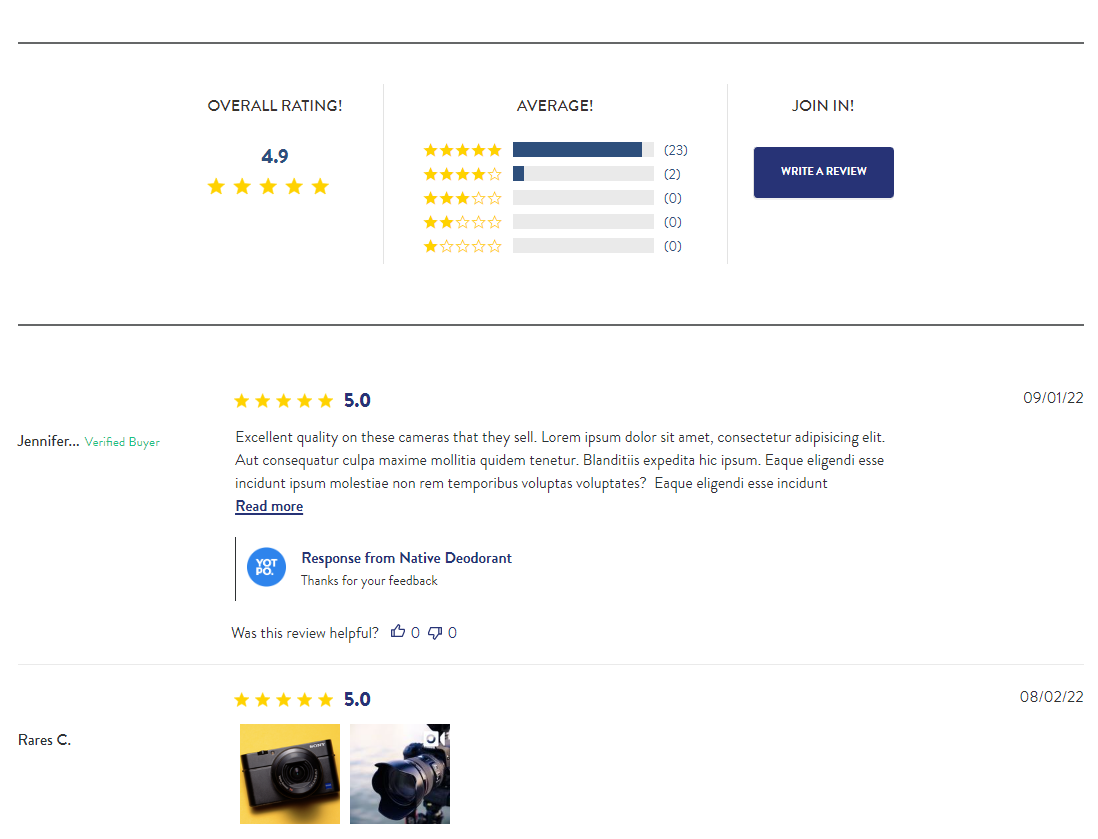 OVERALL RATING!
AVERAGE!
JOIN IN!
4.9
(23)
(2)
(0)
(0)
(0)
WRITE A REVIEW
5.0
09/01/22
Jennifer... Verified Buyer
Excellent quality on these cameras that they sell. Lorem ipsum dolor sit amet, consectetur adipisicing elit.
Aut consequatur culpa maxime mollitia quidem tenetur. Blanditiis expedita hic ipsum. Eaque eligendi esse
incidunt ipsum molestiae non rem temporibus voluptas voluptates? Eaque eligendi esse incidunt
Read more
YOT
PO.
Response from Native Deodorant
Thanks for your feedback
Was this review helpful? 0 0
5.0
08/02/22
Rares C.
SONY